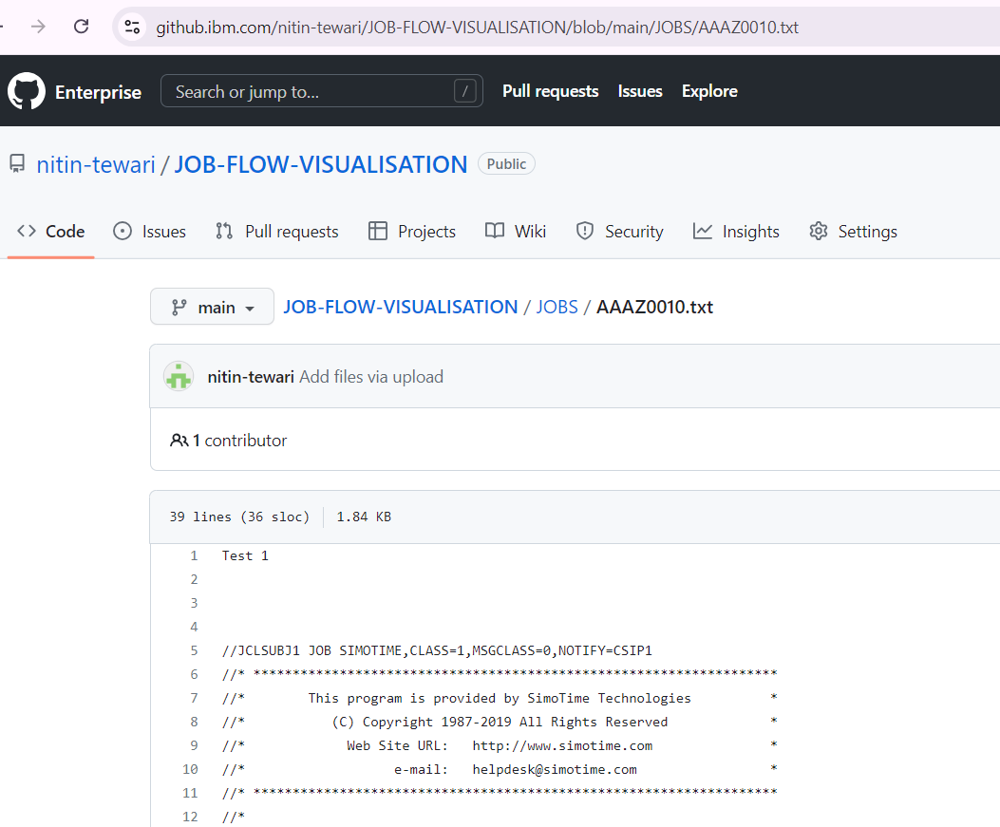 github.ibm.com/nitin-tewari/JOB-FLOW-VISUALISATION/blob/main/JOBS/AAAZ0010.txt
Enterprise Search or jump to... / Pull requests Issues Explore
nitin-tewari / JOB-FLOW-VISUALISATION Public
Code Issues Pull requests Projects Wiki Security Insights Settings
main JOB-FLOW-VISUALISATION / JOBS / AAAZ0010.txt
nitin-tewari Add files via upload
1 contributor
39 lines (36 sloc) 1.84 KB
1 Test 1
2
3
4
5 //JCLSUBJ1 JOB SIMOTIME,CLASS=1,MSGCLASS=0,NOTIFY=CSIP1
6 //* *******************************************************************
7 //* This program is provided by SimoTime Technologies *
8 //* (C) Copyright 1987-2019 All Rights Reserved *
9 //* Web Site URL: http://www.simotime.com *
10 //* e-mail: helpdesk@simotime.com *
11 //* *******************************************************************
12 //*